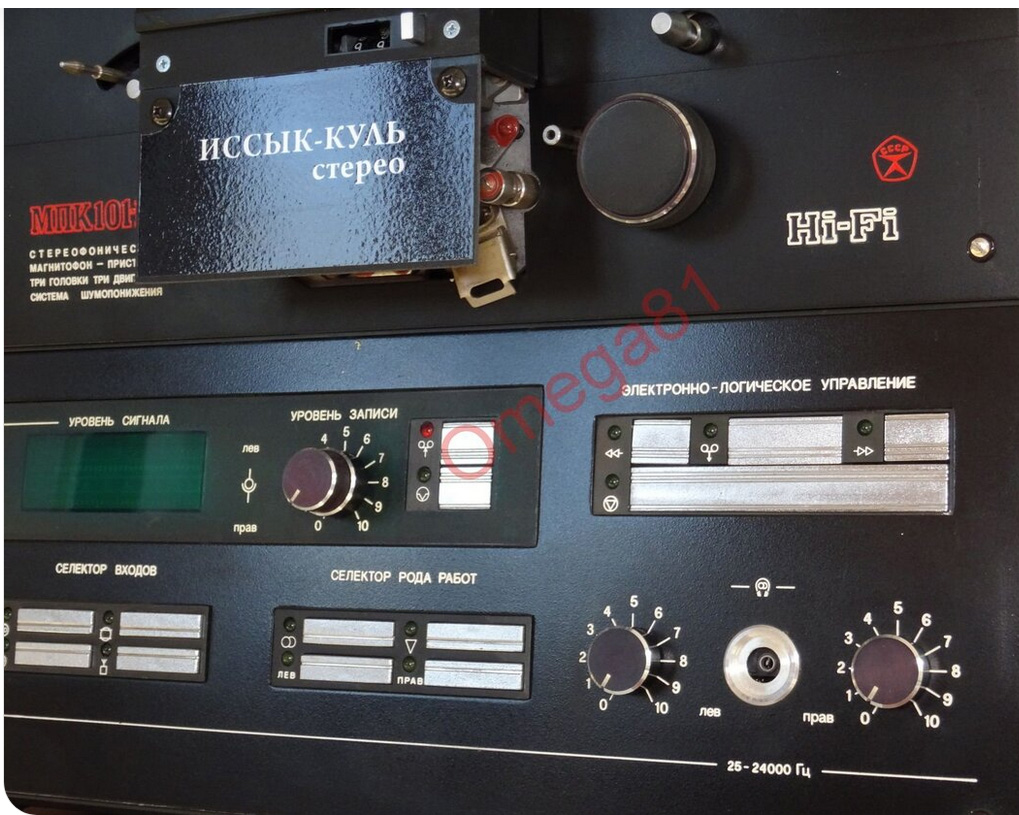 ИССЫК-КУЛЬ
стерео
СССР
МПК101-
Hi-Fi
СТЕРЕОФОНИЧЕС
МАГНИТОФОН – ПРИСТ
ТРИ ГОЛОВКИ ТРИ ДВИГ
СИСТЕМА ШУМОПОНИЖЕНИЯ
Omega81
ЭЛЕКТРОННО-ЛОГИЧЕСКОЕ УПРАВЛЕНИЕ
УРОВЕНЬ СИГНАЛА
УРОВЕНЬ ЗАПИСИ
лев
прав
0 4 5 6 7 8 9 10
СЕЛЕКТОР ВХОДОВ
СЕЛЕКТОР РОДА РАБОТ
ЛЕВ
ПРАВ
0 1 2 3 4 5 6 7 8 9 10
лев
прав
0 1 2 3 4 5 6 7 8 9 10
25-24000 Гц